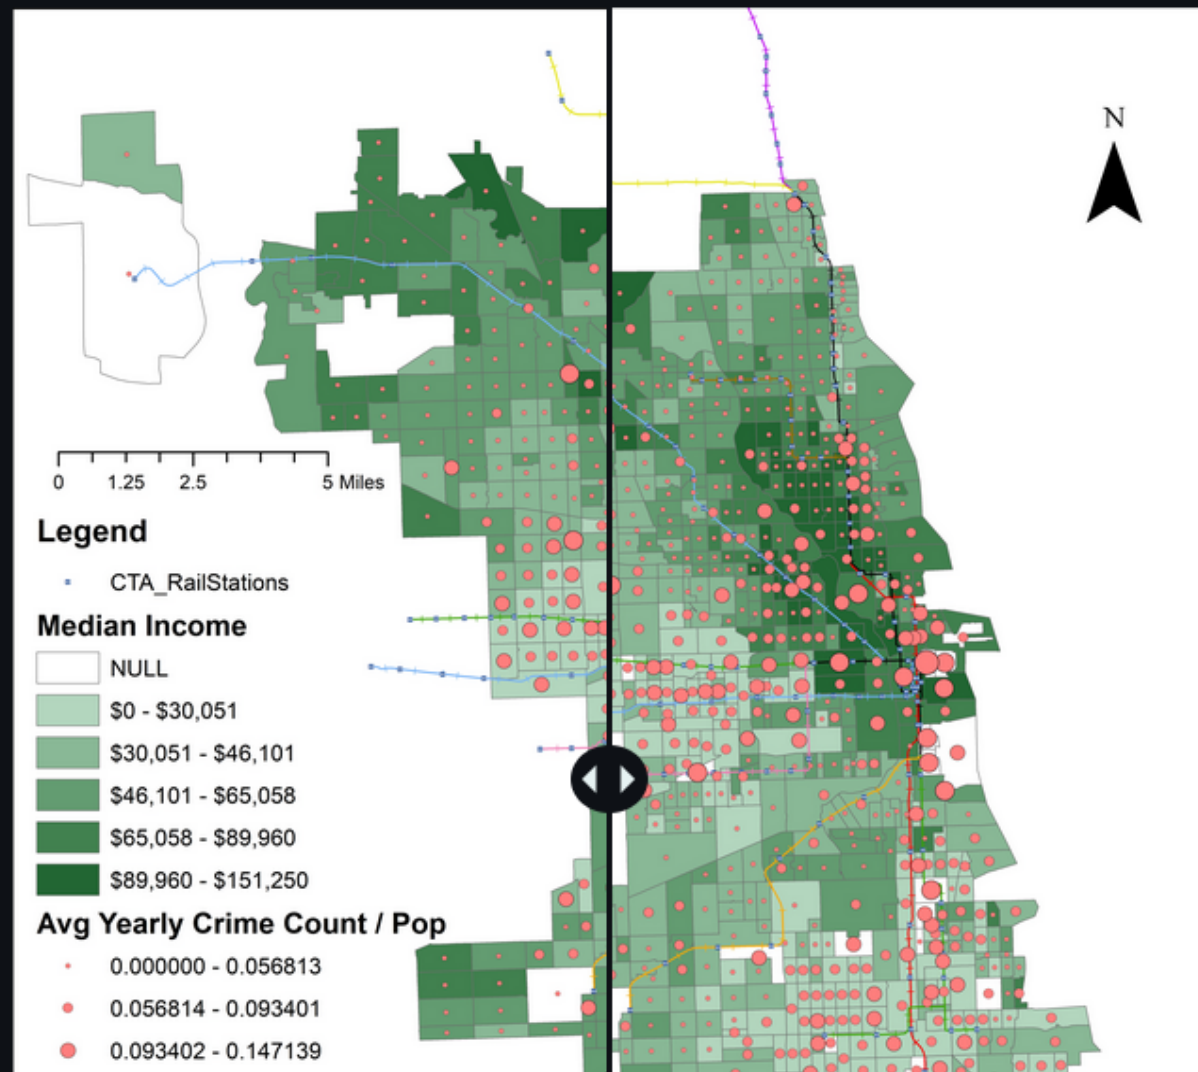 N
0 1.25 2.5 5 Miles
Legend
CTA_RailStations
Median Income
NULL
$0 - $30,051
$30,051 - $46,101
$46,101 - $65,058
$65,058 - $89,960
$89,960 - $151,250
Avg Yearly Crime Count / Pop
0.000000 - 0.056813
0.056814 - 0.093401
0.093402 - 0.147139